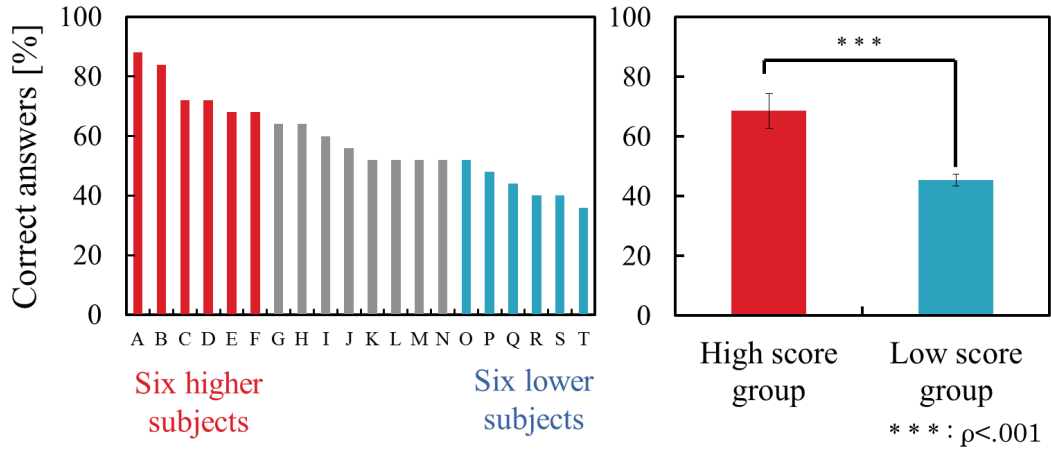 Correct answers [%]
100
80
60
40
20
0
A B C D E F G H I J K L M N O P Q R S T
Six higher
subjects
Six lower
subjects
100
80
60
40
20
0
* * *
High score
group
Low score
group
* * * : ρ<.001